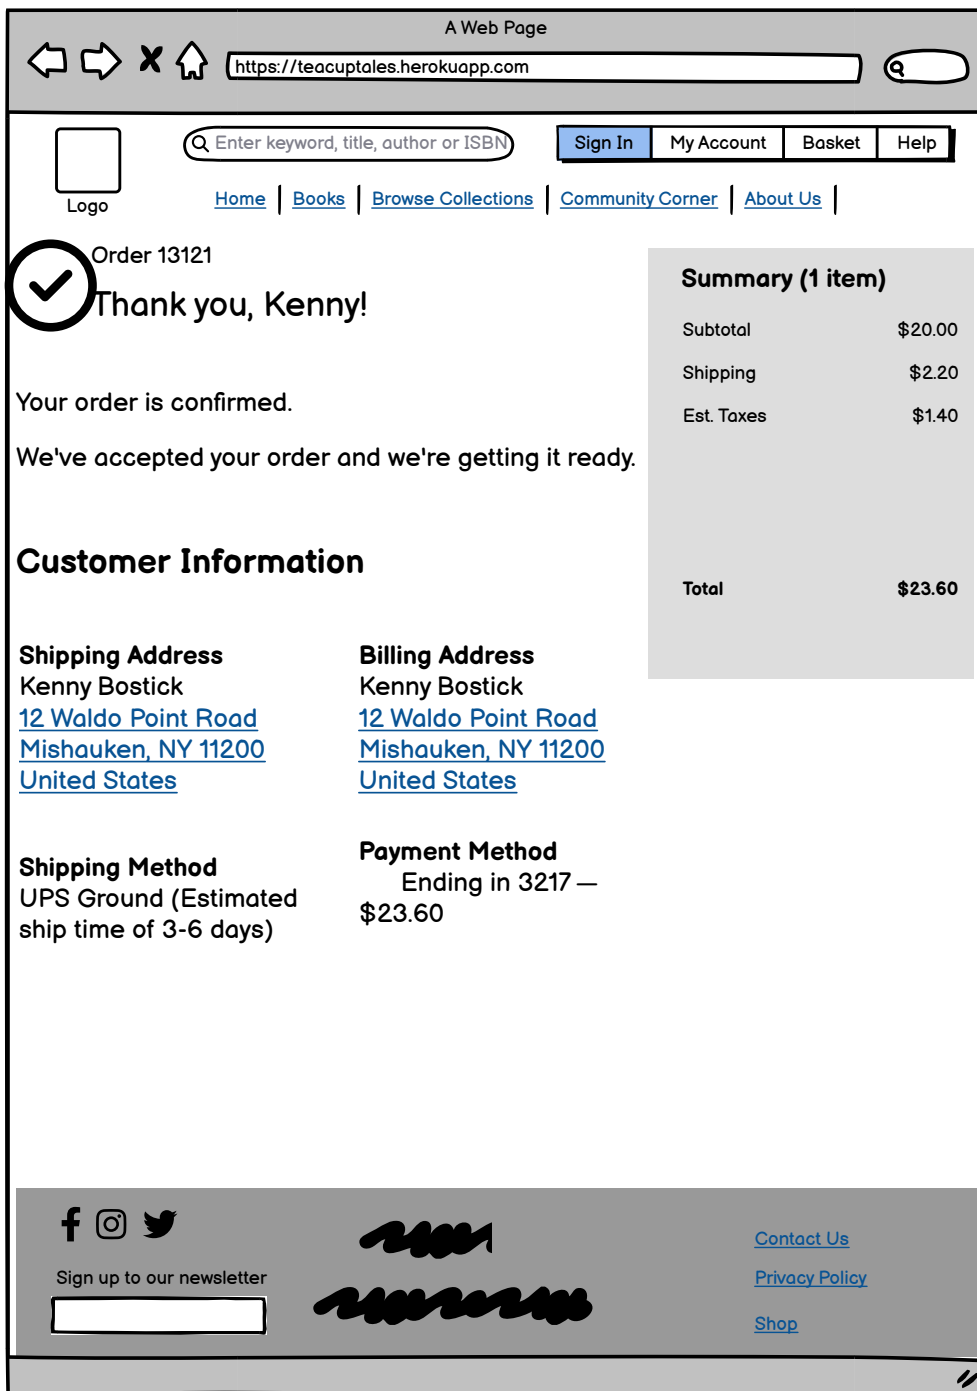 A Web Page
https://teacuptales.herokuapp.com
Enter keyword, title, author or ISBN
Sign In
My Account
Basket
Help
Logo
Home
Books
Browse Collections
Community Corner
About Us
Order 13121
Thank you, Kenny!
Your order is confirmed.
We've accepted your order and we're getting it ready.
Summary (1 item)
Subtotal $20.00
Shipping $2.20
Est. Taxes $1.40
Total $23.60
Customer Information
Shipping Address
Kenny Bostick
12 Waldo Point Road
Mishauken, NY 11200
United States
Billing Address
Kenny Bostick
12 Waldo Point Road
Mishauken, NY 11200
United States
Shipping Method
UPS Ground (Estimated
ship time of 3-6 days)
Payment Method
Ending in 3217 —
$23.60
Sign up to our newsletter
Contact Us
Privacy Policy
Shop